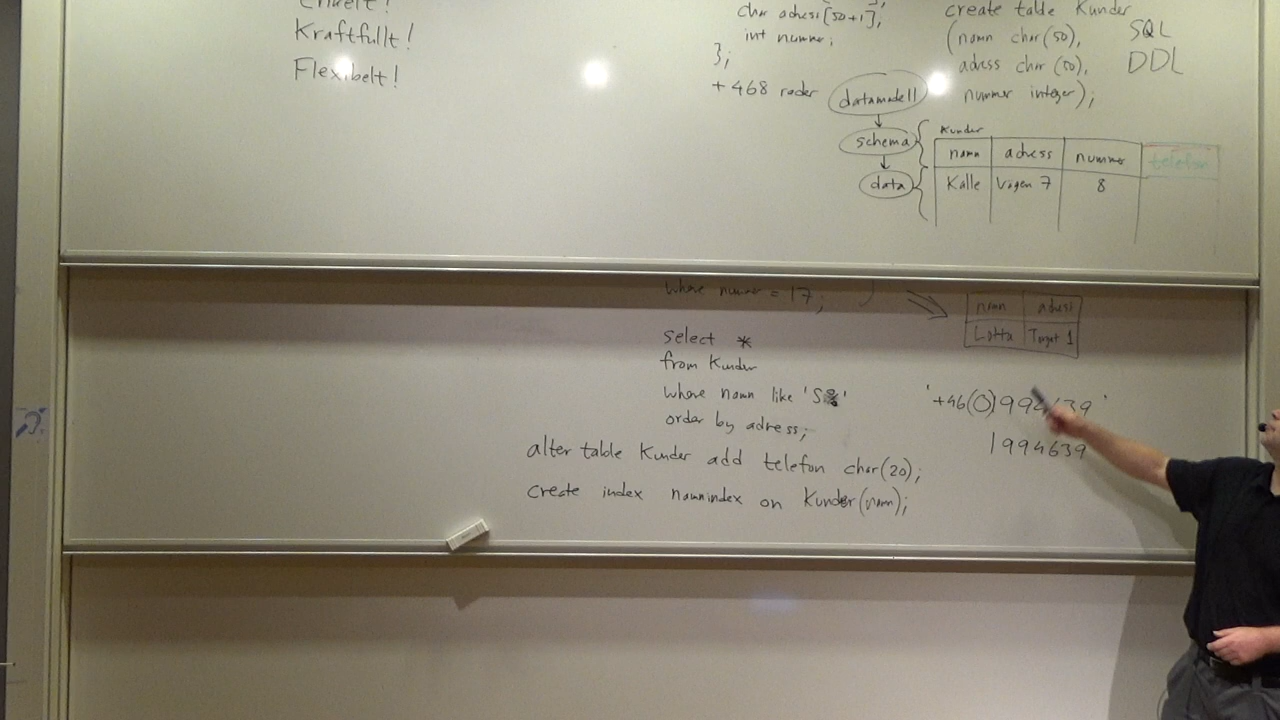 Enkelt!
Kraftfullt!
Flexibelt!
char adress[50+1];
int nummer;
};
+ 468 rader
create table Kunder
(namn char(50),
adress char(50),
nummer integer);
SQL
DDL
datamodell
schema
data
Kunder
namn adress nummer telefon
Kalle Vägen 7 8
where nummer = 17;
namn adress
Lotta Torget 1
select *
from Kunder
where namn like 'S%'
order by adress;
alter table Kunder add telefon char(20);
create index namnindex on Kunder(namn);
'+46(0)994639'
1994639